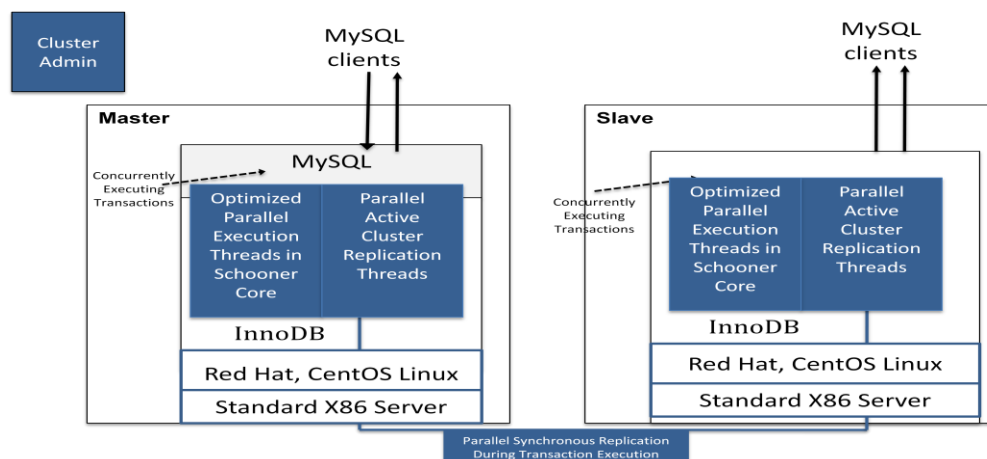 Cluster
Admin
MySQL
clients
Master
MySQL
Concurrently
Executing
Transactions
Optimized
Parallel
Execution
Threads in
Schooner
Core
Parallel
Active
Cluster
Replication
Threads
InnoDB
Red Hat, CentOS Linux
Standard X86 Server
MySQL
clients
Slave
Concurrently
Executing
Transactions
Optimized
Parallel
Execution
Threads in
Schooner
Core
Parallel
Active
Cluster
Replication
Threads
InnoDB
Red Hat, CentOS Linux
Standard X86 Server
Parallel Synchronous Replication
During Transaction Execution